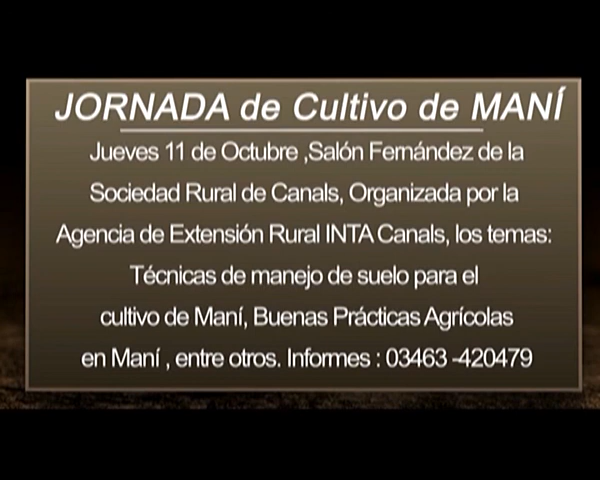 JORNADA de Cultivo de MANÍ
Jueves 11 de Octubre ,Salón Fernández de la
Sociedad Rural de Canals, Organizada por la
Agencia de Extensión Rural INTA Canals, los temas:
Técnicas de manejo de suelo para el
cultivo de Maní, Buenas Prácticas Agrícolas
en Maní , entre otros. Informes : 03463 -420479